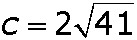 c = 2√41